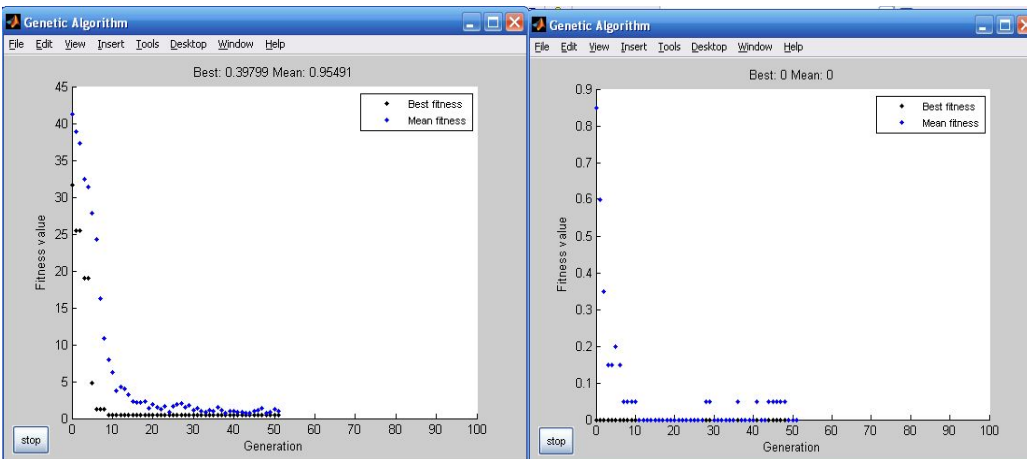 Genetic Algorithm
File Edit View Insert Tools Desktop Window Help
Best: 0.39799 Mean: 0.95491
Best fitness
Mean fitness
45
40
35
30
25
20
15
10
5
0
Fitness value
0 10 20 30 40 50 60 70 80 90 100
Generation
stop
Genetic Algorithm
File Edit View Insert Tools Desktop Window Help
Best: 0 Mean: 0
Best fitness
Mean fitness
0.9
0.8
0.7
0.6
0.5
0.4
0.3
0.2
0.1
0
Fitness value
0 10 20 30 40 50 60 70 80 90 100
Generation
stop